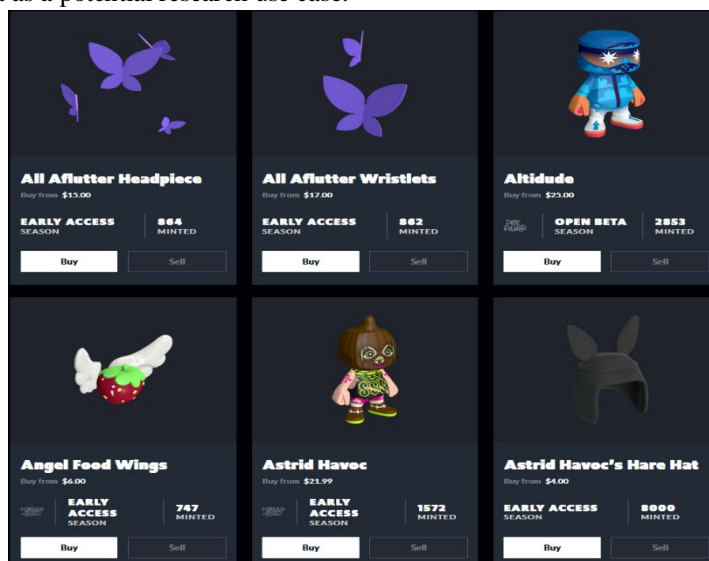 as a potential research use case.
All Aflutter Headpiece
Buy from $15.00
EARLY ACCESS
SEASON
864
MINTED
Buy
Sell
All Aflutter Wristlets
Buy from $17.00
EARLY ACCESS
SEASON
862
MINTED
Buy
Sell
Altidude
Buy from $25.00
OPEN BETA
SEASON
2853
MINTED
Buy
Sell
Angel Food Wings
Buy from $6.00
EARLY
ACCESS
SEASON
747
MINTED
Buy
Sell
Astrid Havoc
Buy from $21.99
EARLY
ACCESS
SEASON
1572
MINTED
Buy
Sell
Astrid Havoc's Hare Hat
Buy from $4.00
EARLY ACCESS
SEASON
8000
MINTED
Buy
Sell